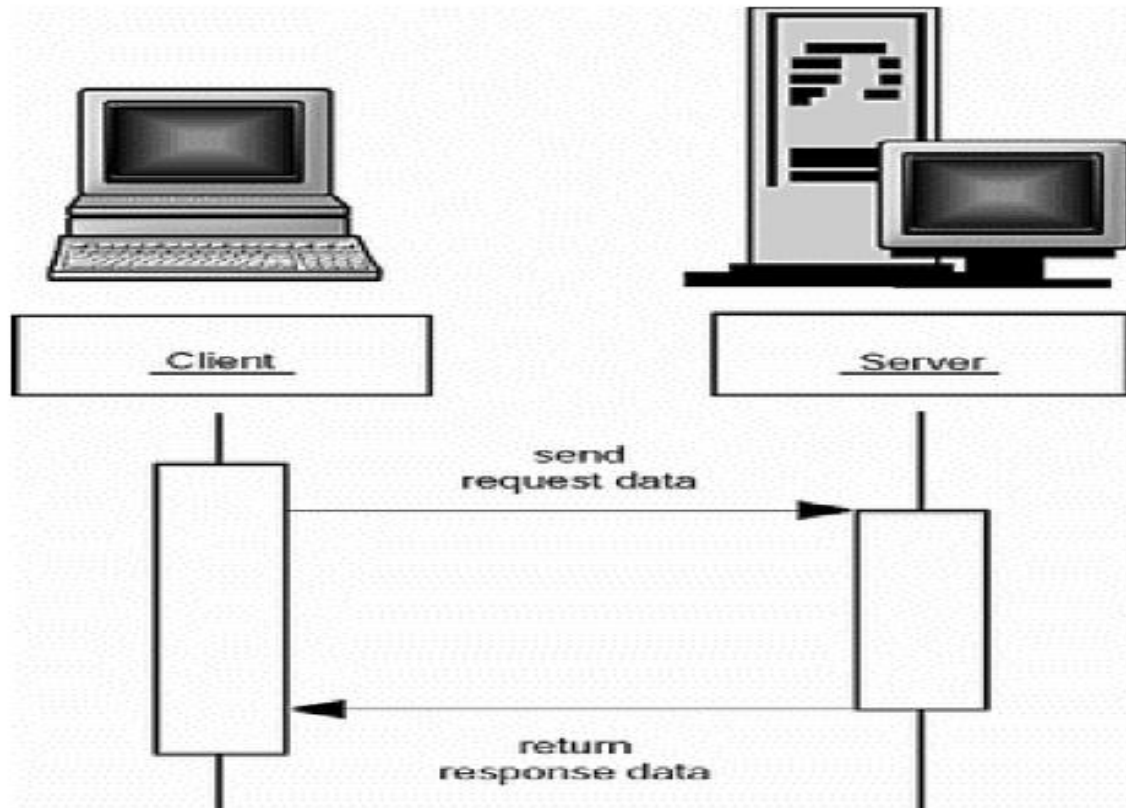 Client
Server
send
request data
return
response data